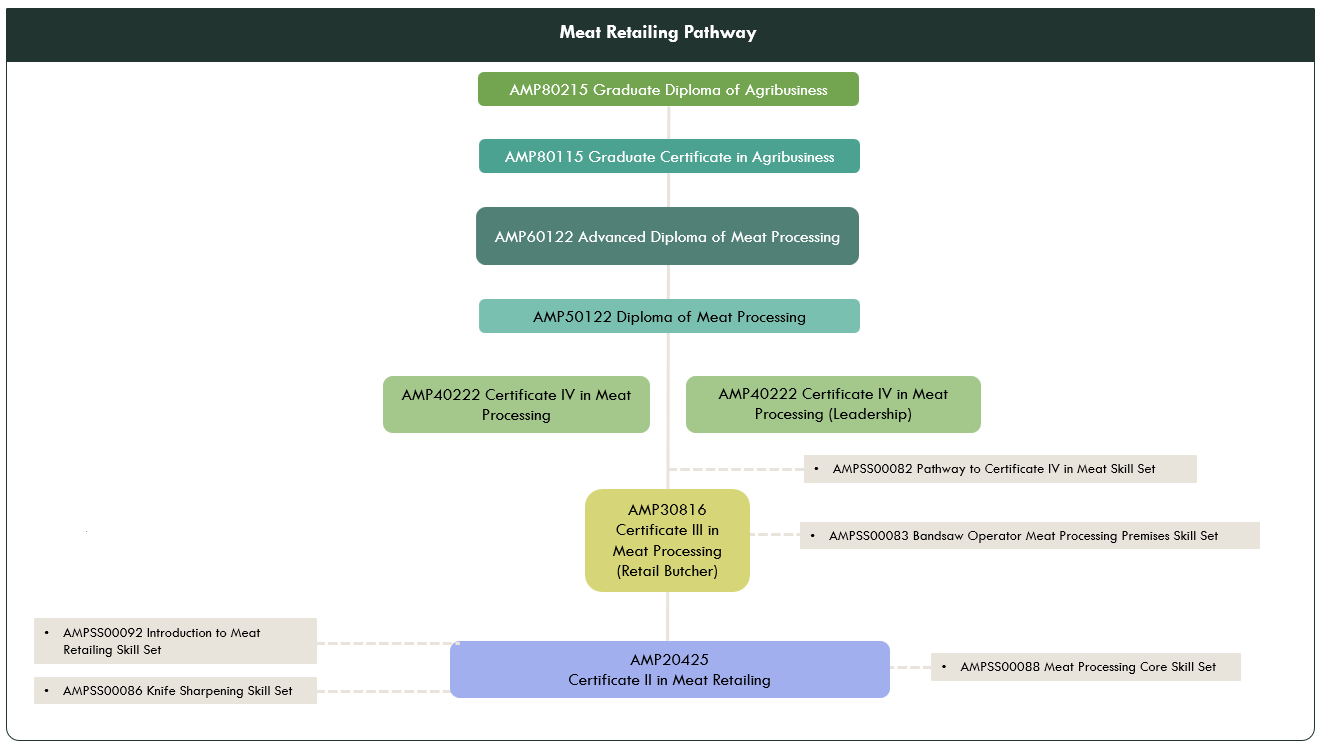 Meat Retailing Pathway
AMP80215 Graduate Diploma of Agribusiness
AMP80115 Graduate Certificate in Agribusiness
AMP60122 Advanced Diploma of Meat Processing
AMP50122 Diploma of Meat Processing
AMP40222 Certificate IV in Meat
Processing
AMP40222 Certificate IV in Meat
Processing (Leadership)
• AMPSS00082 Pathway to Certificate IV in Meat Skill Set
AMP30816
Certificate III in
Meat Processing
(Retail Butcher)
• AMPSS00083 Bandsaw Operator Meat Processing Premises Skill Set
• AMPSS00092 Introduction to Meat
Retailing Skill Set
• AMPSS00086 Knife Sharpening Skill Set
AMP20425
Certificate II in Meat Retailing
• AMPSS00088 Meat Processing Core Skill Set